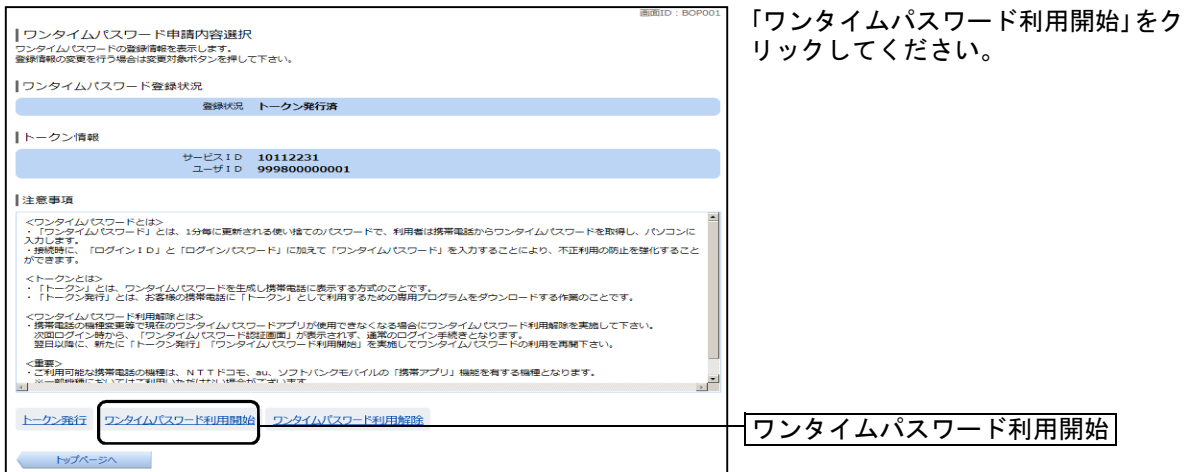 画面ID：BOP001
ワンタイムパスワード申請内容選択
ワンタイムパスワードの登録情報を表示します。
登録情報の変更を行う場合は変更対象ボタンを押して下さい。
ワンタイムパスワード登録状況
登録状況 トークン発行済
トークン情報
サービスＩＤ 10112231
ユーザＩＤ 999800000001
注意事項
<ワンタイムパスワードとは>
・「ワンタイムパスワード」とは、1分毎に更新される使い捨てのパスワードで、利用者は携帯電話からワンタイムパスワードを取得し、パソコンに
入力します。
・接続時に、「ログインＩＤ」と「ログインパスワード」に加えて「ワンタイムパスワード」を入力することにより、不正利用の防止を強化すること
ができます。
<トークンとは>
・「トークン」とは、ワンタイムパスワードを生成し携帯電話に表示する方式のことです。
・「トークン発行」とは、お客様の携帯電話に「トークン」として利用するための専用プログラムをダウンロードする作業のことです。
<ワンタイムパスワード利用解除とは>
・携帯電話の機種変更等で現在のワンタイムパスワードアプリが使用できなくなる場合にワンタイムパスワード利用解除を実施して下さい。
次回ログイン時から、「ワンタイムパスワード認証画面」が表示されず、通常のログイン手続きとなります。
翌日以降に、新たに「トークン発行」「ワンタイムパスワード利用開始」を実施してワンタイムパスワードの利用を再開下さい。
<重要>
・ご利用可能な携帯電話の機種は、ＮＴＴドコモ、au、ソフトバンクモバイルの「携帯アプリ」機能を有する機種となります。
※一部機種においてはご利用いただけない場合がございます
トークン発行 ワンタイムパスワード利用開始 ワンタイムパスワード利用解除
トップページへ
「ワンタイムパスワード利用開始」をク
リックしてください。
ワンタイムパスワード利用開始